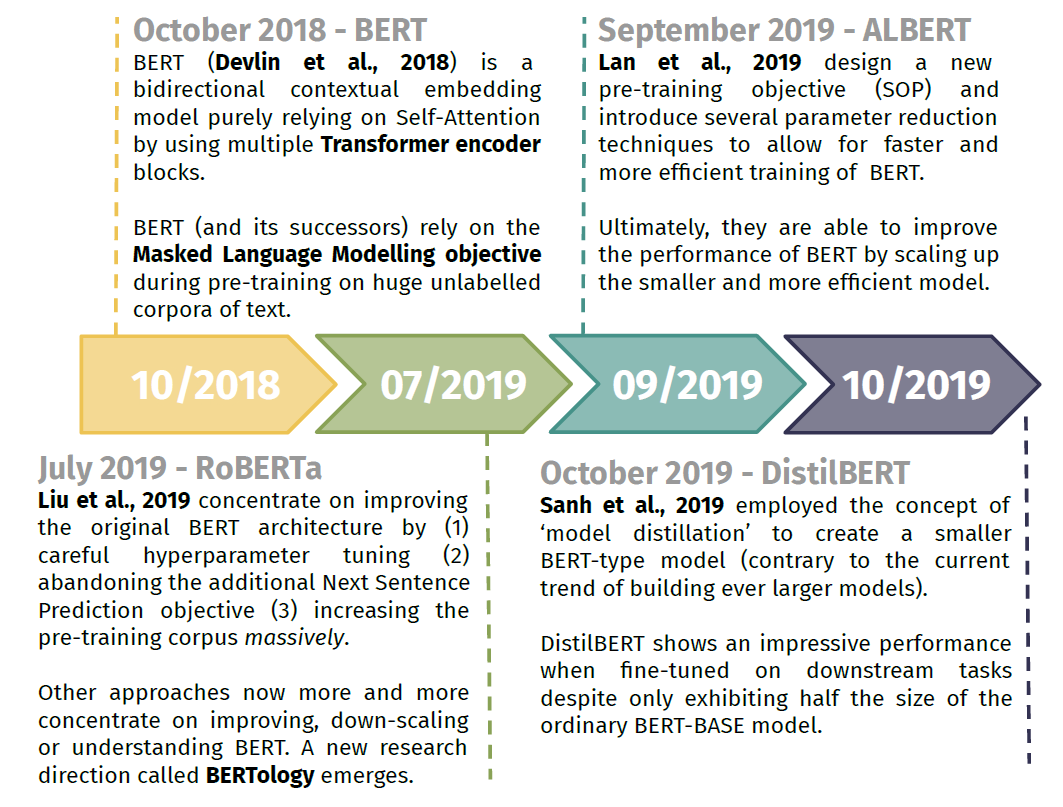 October 2018 - BERT
BERT (Devlin et al., 2018) is a
bidirectional contextual embedding
model purely relying on Self-Attention
by using multiple Transformer encoder
blocks.
BERT (and its successors) rely on the
Masked Language Modelling objective
during pre-training on huge unlabelled
corpora of text.
September 2019 - ALBERT
Lan et al., 2019 design a new
pre-training objective (SOP) and
introduce several parameter reduction
techniques to allow for faster and
more efficient training of BERT.
Ultimately, they are able to improve
the performance of BERT by scaling up
the smaller and more efficient model.
10/2018
07/2019
09/2019
10/2019
July 2019 - RoBERTa
Liu et al., 2019 concentrate on improving
the original BERT architecture by (1)
careful hyperparameter tuning (2)
abandoning the additional Next Sentence
Prediction objective (3) increasing the
pre-training corpus massively.
Other approaches now more and more
concentrate on improving, down-scaling
or understanding BERT. A new research
direction called BERTology emerges.
October 2019 - DistilBERT
Sanh et al., 2019 employed the concept of
‘model distillation’ to create a smaller
BERT-type model (contrary to the current
trend of building ever larger models).
DistilBERT shows an impressive performance
when fine-tuned on downstream tasks
despite only exhibiting half the size of the
ordinary BERT-BASE model.